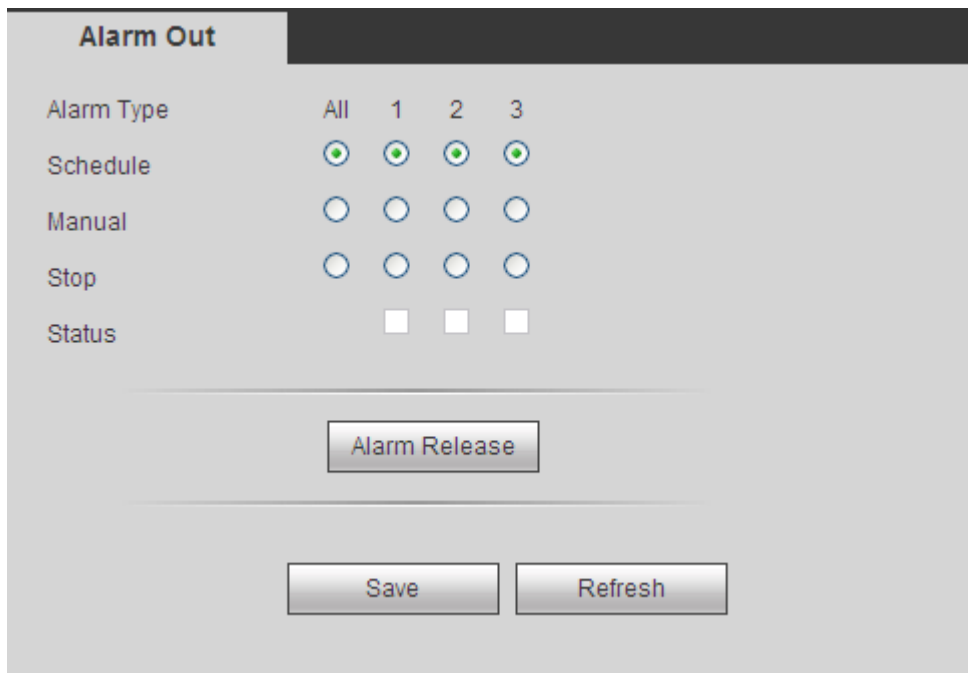 Alarm Out
Alarm Type All 1 2 3
Schedule
Manual
Stop
Status
Alarm Release
Save Refresh